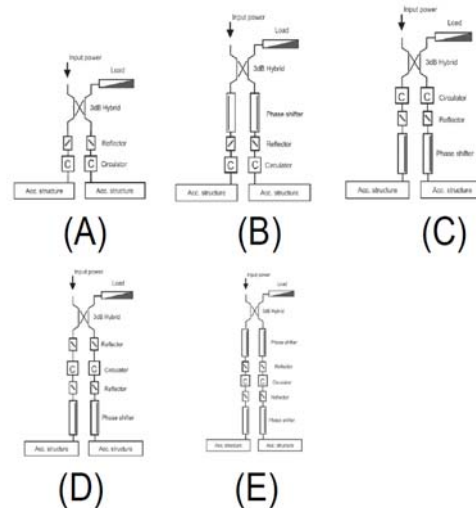 Input power
Load
3dB Hybrid
Reflector
C C Circulator
Acc. structure Acc. structure
(A)
Input power
Load
3dB Hybrid
Phase shifter
Reflector
C C Circulator
Acc. structure Acc. structure
(B)
Input power
Load
3dB Hybrid
C C Circulator
Reflector
Phase shifter
Acc. structure Acc. structure
(C)
Input power
Load
3dB Hybrid
Reflector
C C Circulator
Reflector
Phase shifter
Acc. structure Acc. structure
(D)
Input power
Load
3dB Hybrid
Phase shifter
Reflector
C C Circulator
Reflector
Phase shifter
Acc. structure Acc. structure
(E)